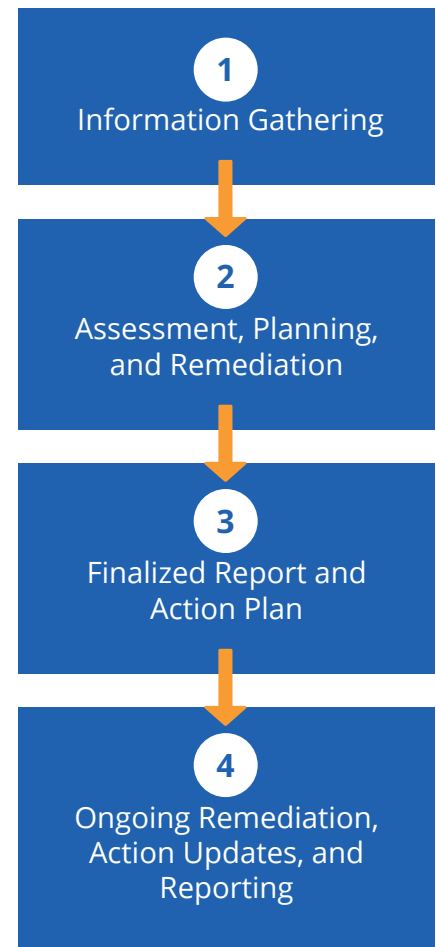 1
Information Gathering
2
Assessment, Planning,
and Remediation
3
Finalized Report and
Action Plan
4
Ongoing Remediation,
Action Updates, and
Reporting